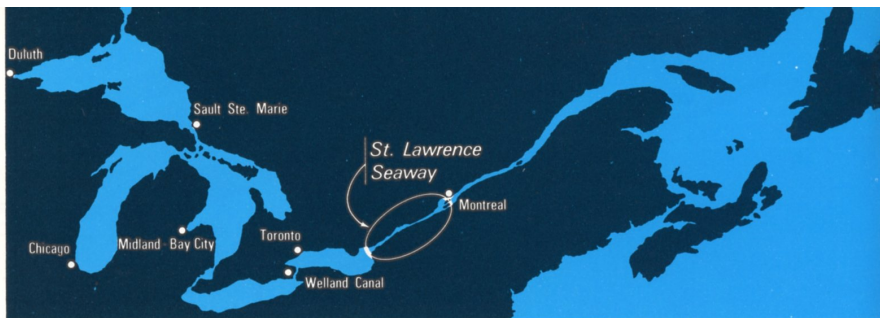 Duluth
Sault Ste. Marie
St. Lawrence
Seaway
Montreal
Toronto
Chicago
Midland-Bay City
Welland Canal